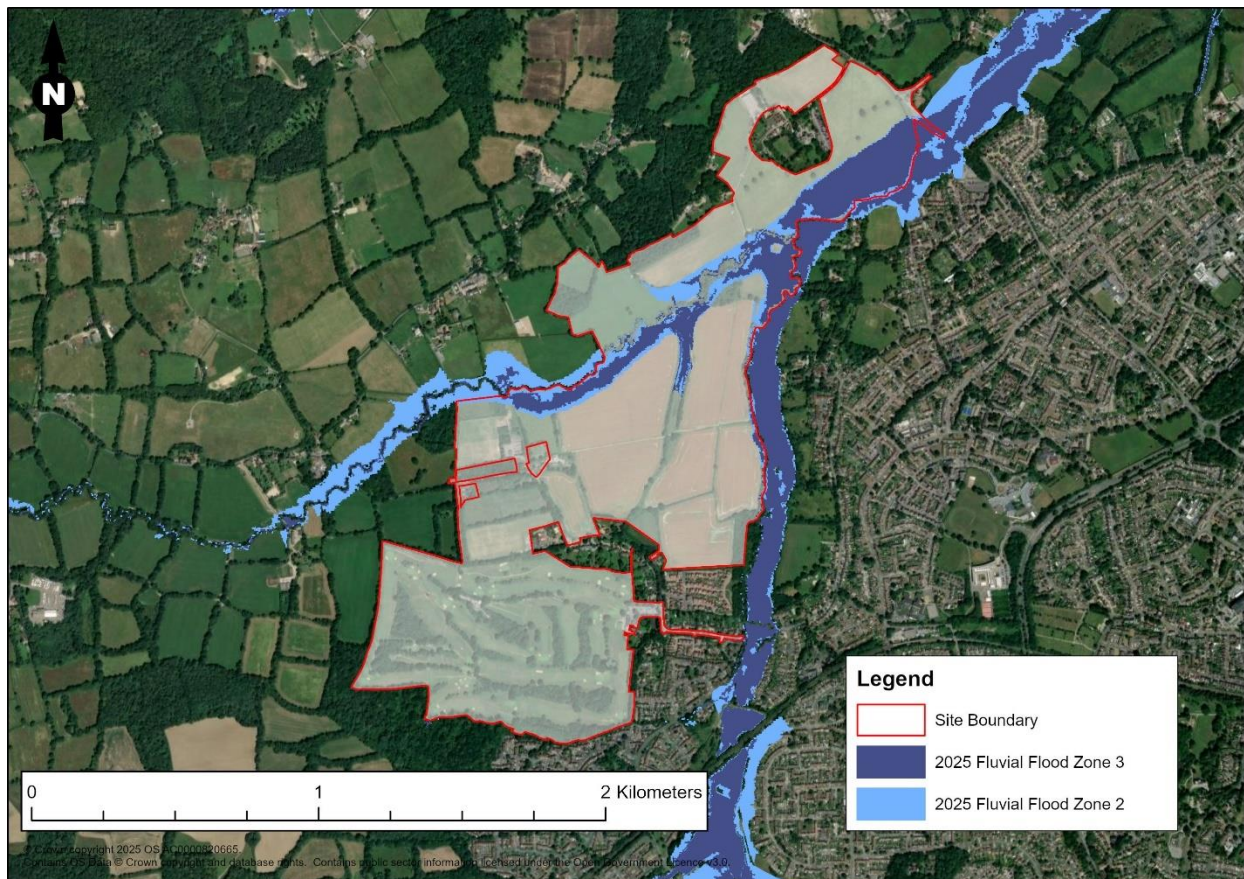 N
Legend
Site Boundary
2025 Fluvial Flood Zone 3
2025 Fluvial Flood Zone 2
0 1 2 Kilometers
© Crown copyright 2025 OS AC0000820665.
Contains OS Data © Crown copyright and database rights. Contains public sector information licensed under the Open Government Licence v3.0.